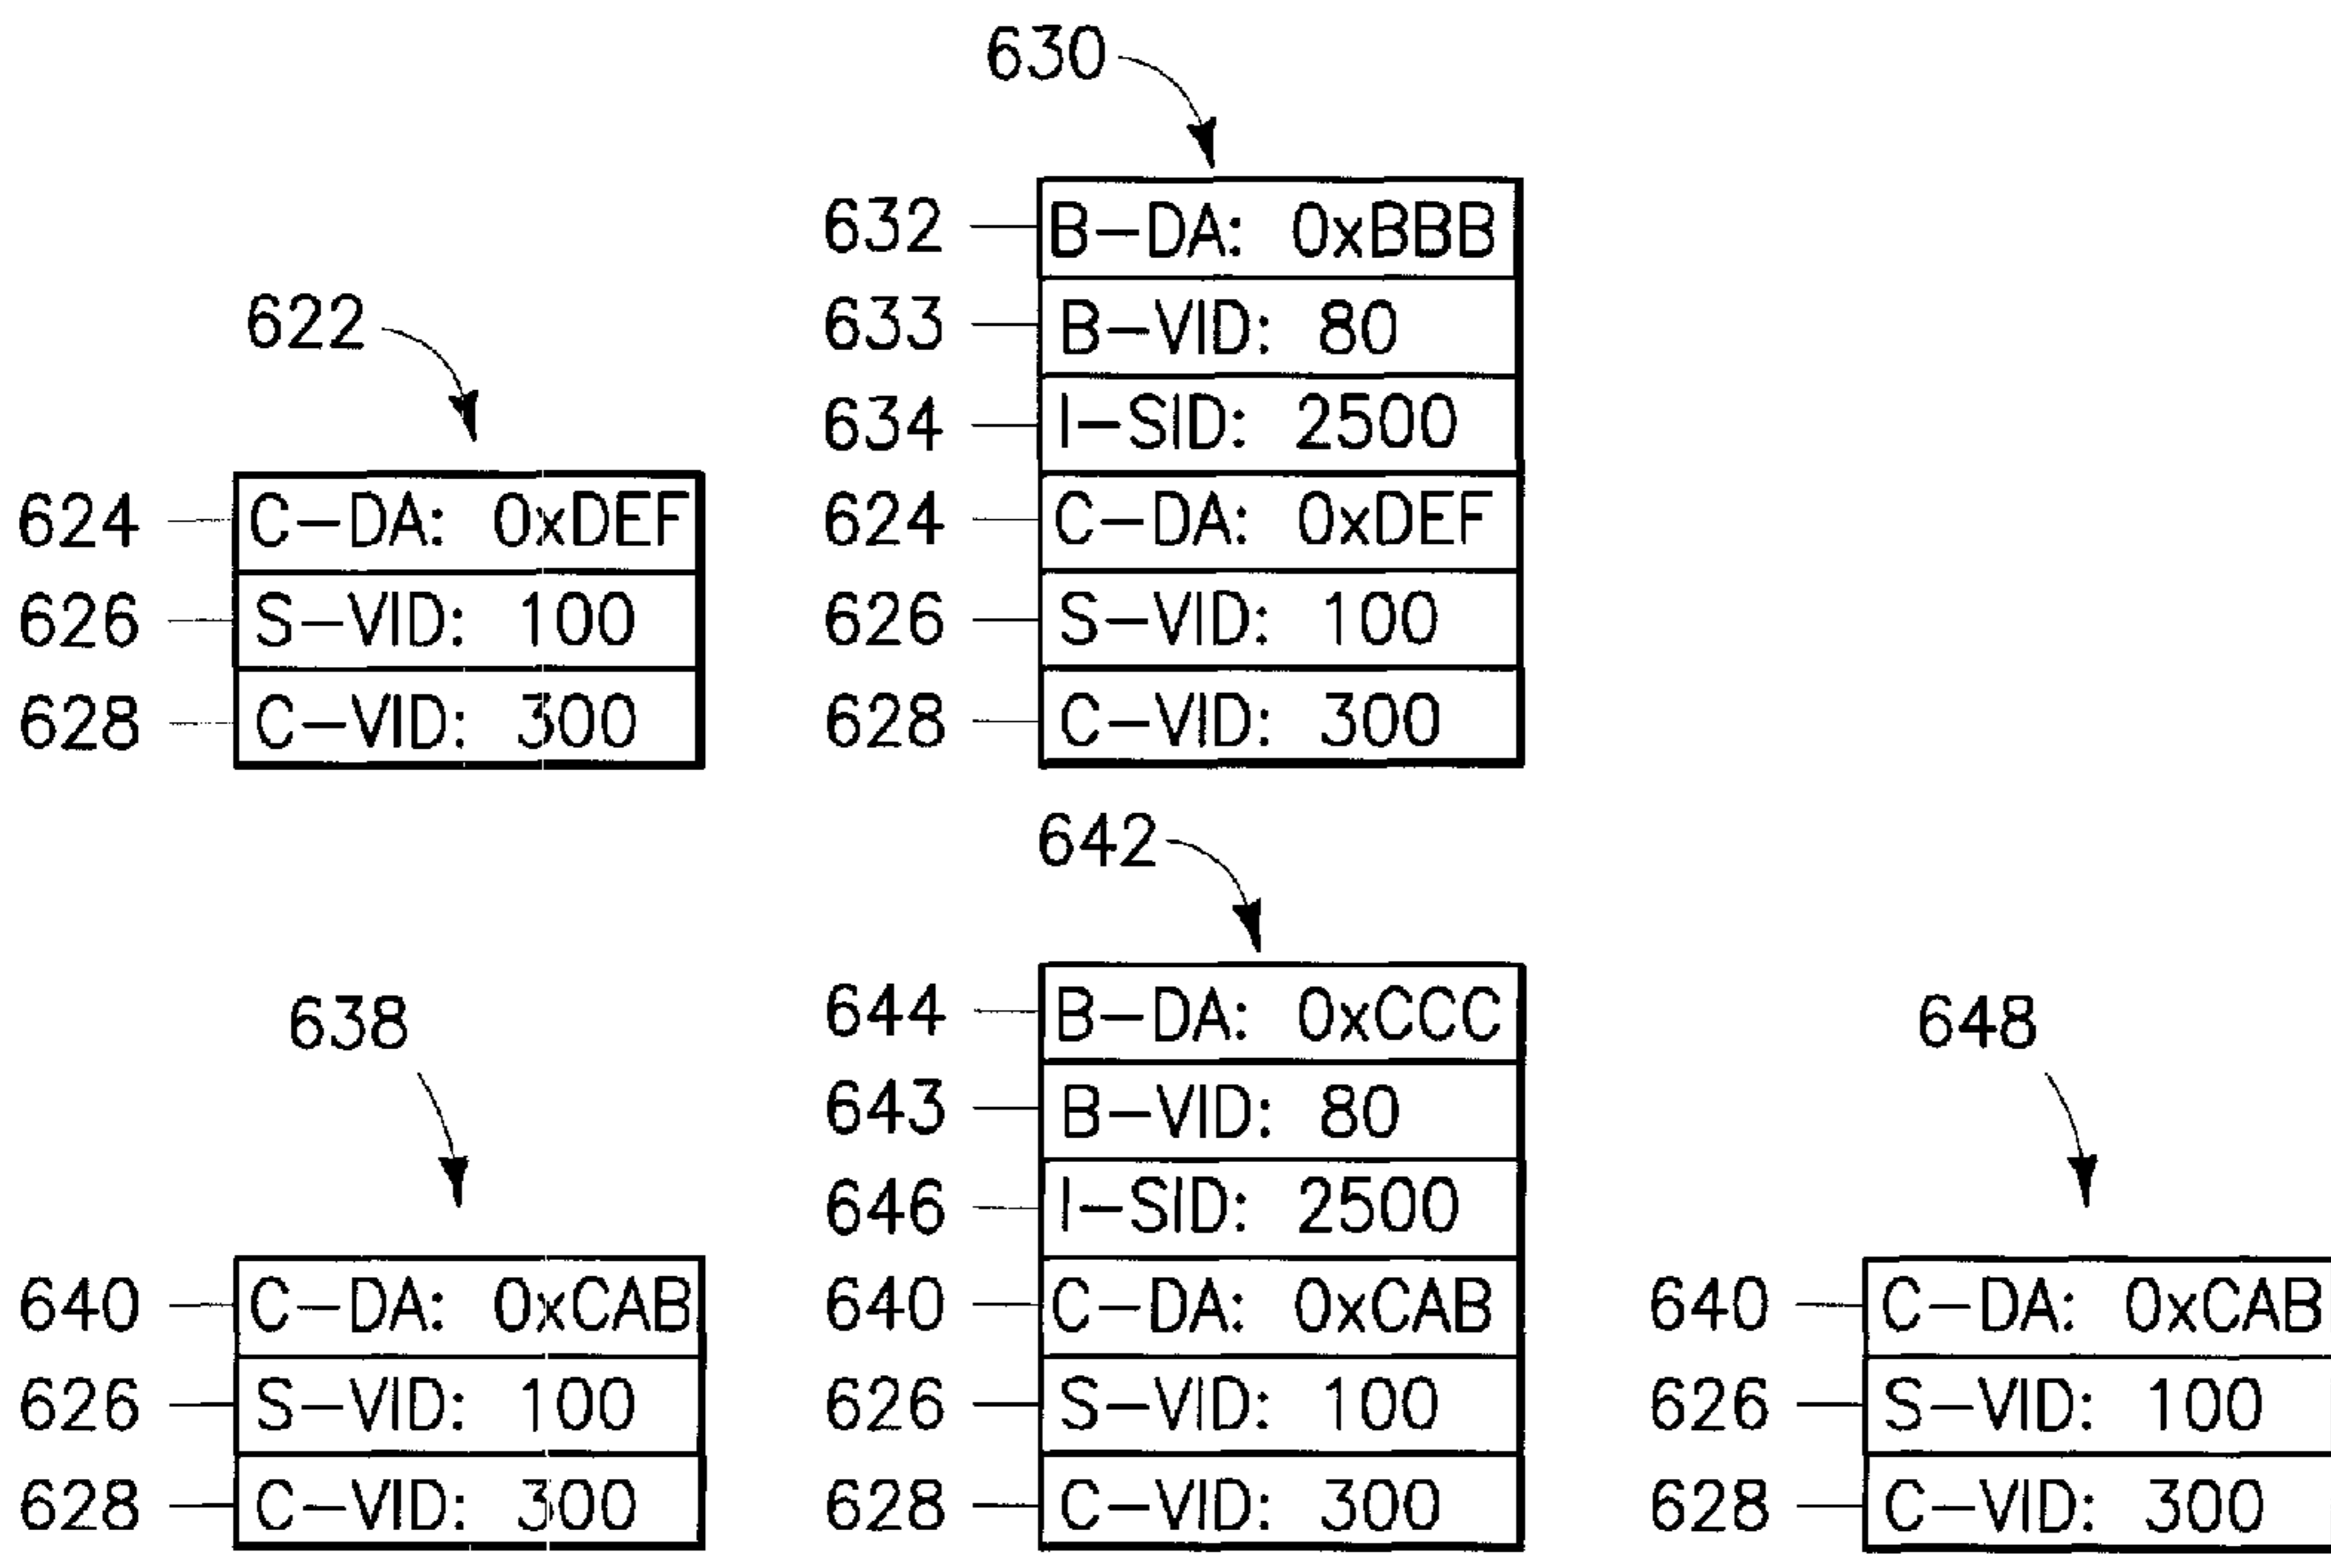 630
632 B-DA: 0xBBB
633 B-VID: 80
634 I-SID: 2500
624 C-DA: 0xDEF
626 S-VID: 100
628 C-VID: 300
622
624 C-DA: 0xDEF
626 S-VID: 100
628 C-VID: 300
642
644 B-DA: 0xCCC
643 B-VID: 80
646 I-SID: 2500
640 C-DA: 0xCAB
626 S-VID: 100
628 C-VID: 300
638
640 C-DA: 0xCAB
626 S-VID: 100
628 C-VID: 300
648
640 C-DA: 0xCAB
626 S-VID: 100
628 C-VID: 300